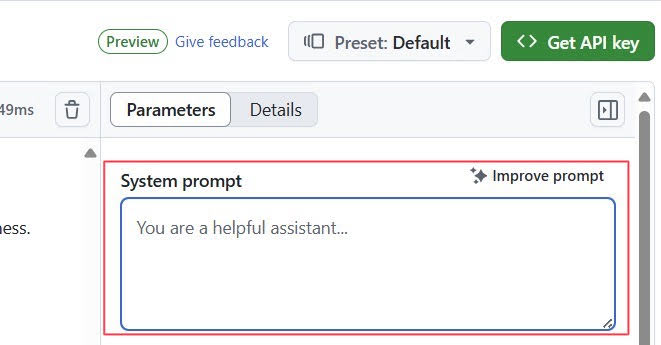 Preview Give feedback Preset: Default <> Get API key
49ms Parameters Details
System prompt Improve prompt
ness. You are a helpful assistant...